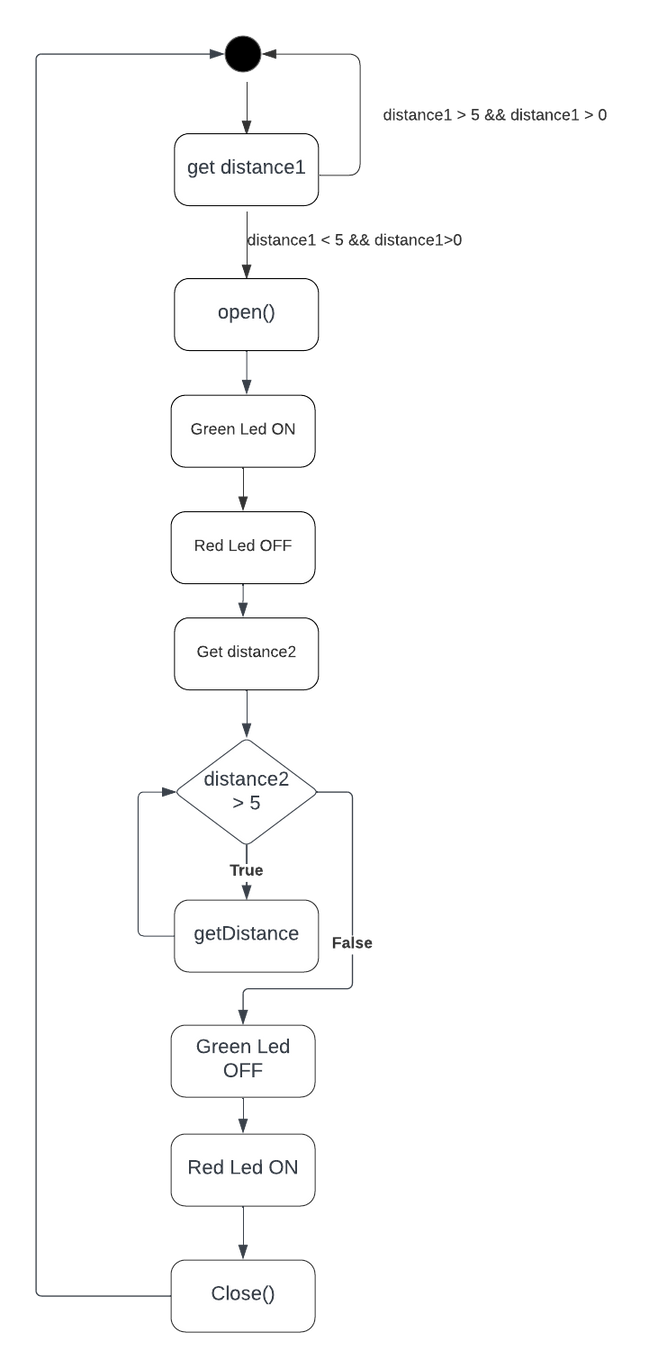 distance1 > 5 && distance1 > 0
get distance1
distance1 < 5 && distance1>0
open()
Green Led ON
Red Led OFF
Get distance2
distance2
> 5
True
getDistance
False
Green Led
OFF
Red Led ON
Close()